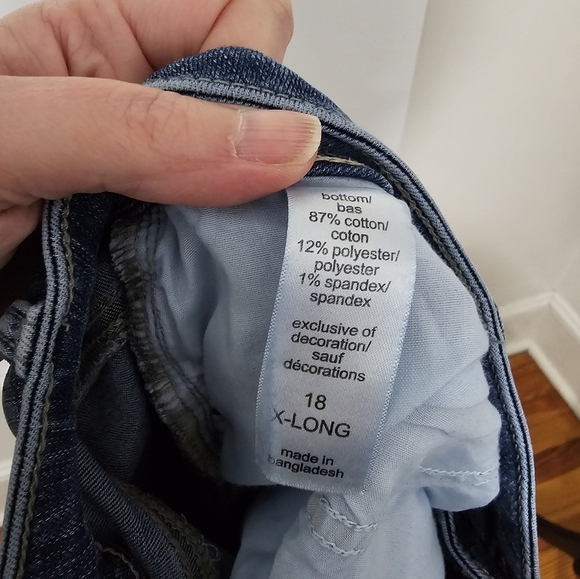 bottom/
bas
87% cotton/
coton
12% polyester/
polyester
1% spandex/
spandex
exclusive of
decoration/
sauf
décorations
18
X-LONG
made in
bangladesh